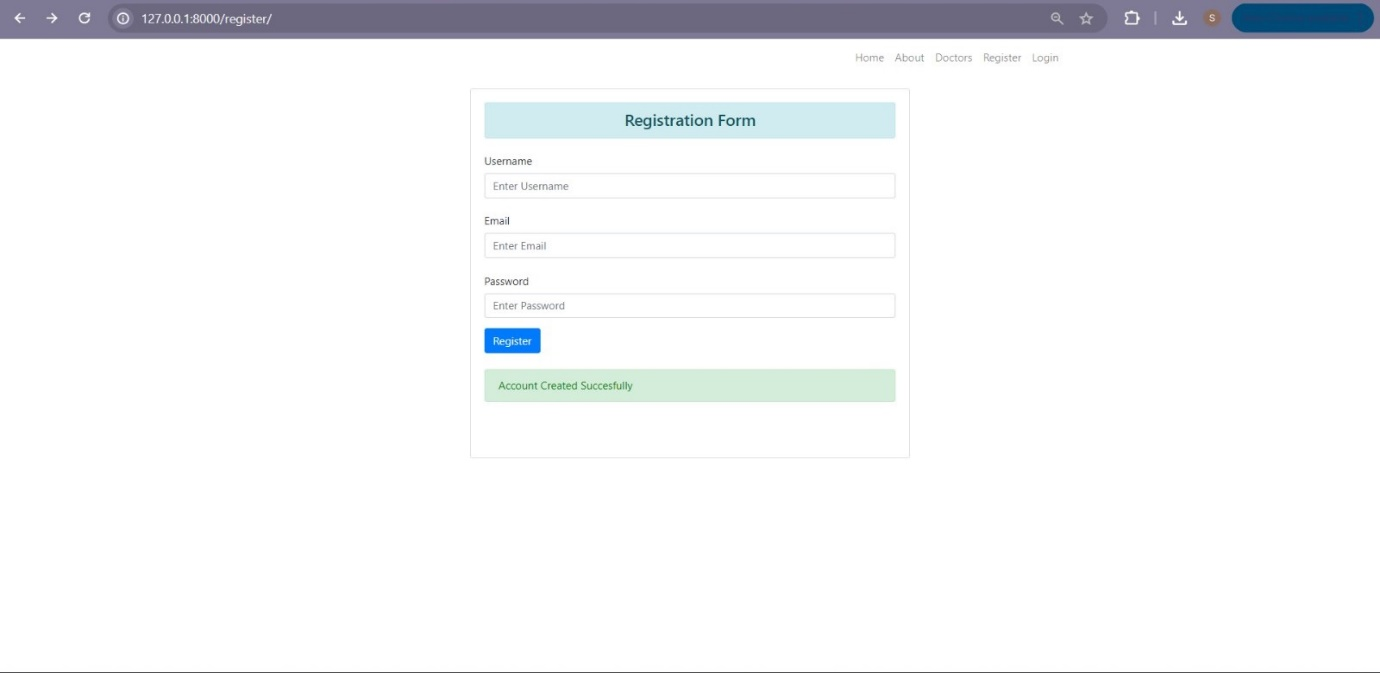 127.0.0.1:8000/register/
S
Home About Doctors Register Login
Registration Form
Username
Enter Username
Email
Enter Email
Password
Enter Password
Register
Account Created Succesfully